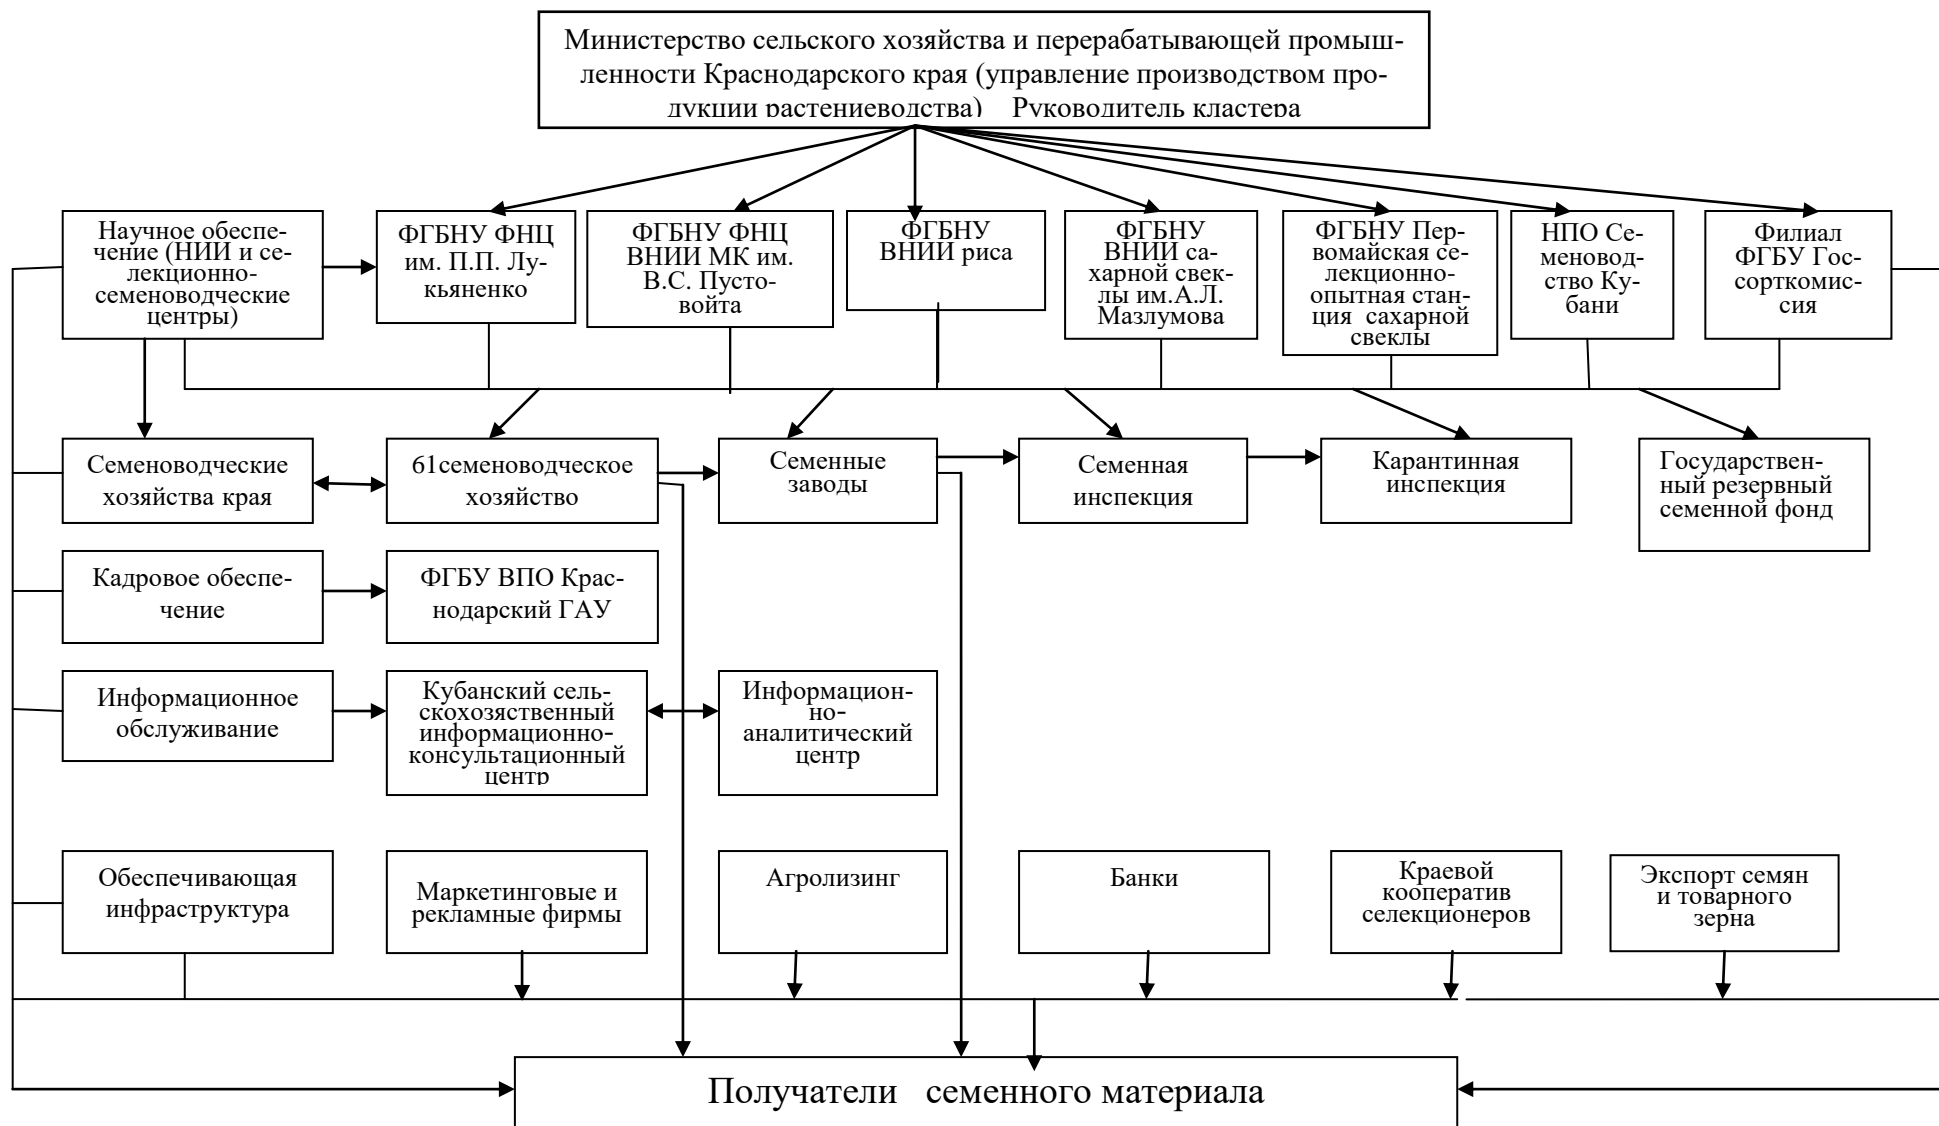 Министерство сельского хозяйства и перерабатывающей промыш-
ленности Краснодарского края (управление производством про-
дукции растениеводства)    Руководитель кластера
Научное обеспе-
чение (НИИ и се-
лекционно-
семеноводческие
центры)
ФГБНУ ФНЦ
им. П.П. Лу-
кьяненко
ФГБНУ ФНЦ
ВНИИ МК им.
В.С. Пусто-
войта
ФГБНУ
ВНИИ риса
ФГБНУ
ВНИИ са-
харной свек-
лы им.А.Л.
Мазлумова
ФГБНУ Пер-
вомайская се-
лекционно-
опытная стан-
ция  сахарной
свеклы
НПО Се-
меновод-
ство Ку-
бани
Филиал
ФГБУ Гос-
сорткомис-
сия
Семеноводческие
хозяйства края
61семеноводческое
хозяйство
Семенные
заводы
Семенная
инспекция
Карантинная
инспекция
Государствен-
ный резервный
семенной фонд
Кадровое обеспе-
чение
ФГБУ ВПО Крас-
нодарский ГАУ
Информационное
обслуживание
Кубанский сель-
скохозяственный
информационно-
консультационный
центр
Информацион-
но-
аналитический
центр
Обеспечивающая
инфраструктура
Маркетинговые и
рекламные фирмы
Агролизинг
Банки
Краевой
кооператив
селекционеров
Экспорт семян
и товарного
зерна
Получатели   семенного материала